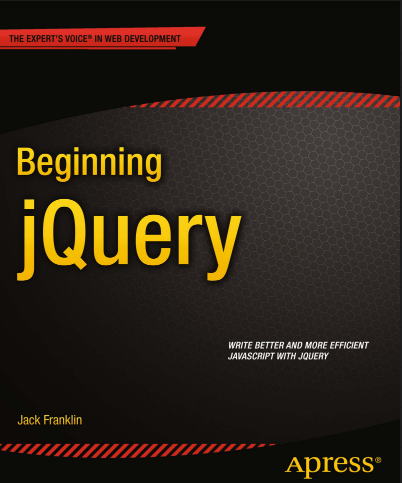 THE EXPERT'S VOICE® IN WEB DEVELOPMENT
Beginning
jQuery
WRITE BETTER AND MORE EFFICIENT
JAVASCRIPT WITH JQUERY
Jack Franklin
Apress®